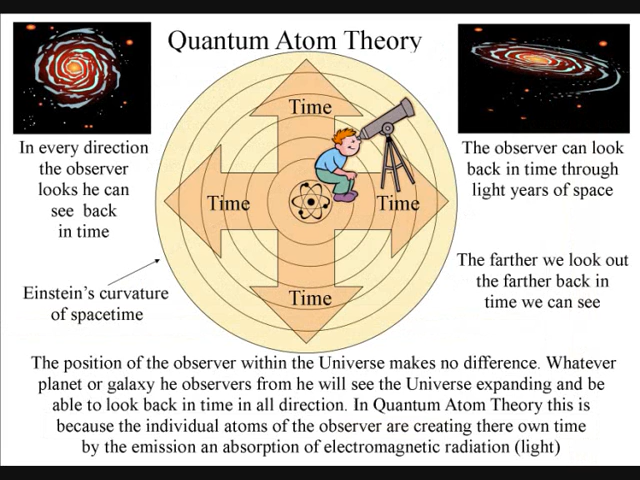 Quantum Atom Theory
In every direction
the observer
looks he can
see back
in time
Time
The observer can look
back in time through
light years of space
Time
Time
The farther we look out
the farther back in
time we can see
Einstein's curvature
of spacetime
Time
The position of the observer within the Universe makes no difference. Whatever
planet or galaxy he observers from he will see the Universe expanding and be
able to look back in time in all direction. In Quantum Atom Theory this is
because the individual atoms of the observer are creating there own time
by the emission an absorption of electromagnetic radiation (light)